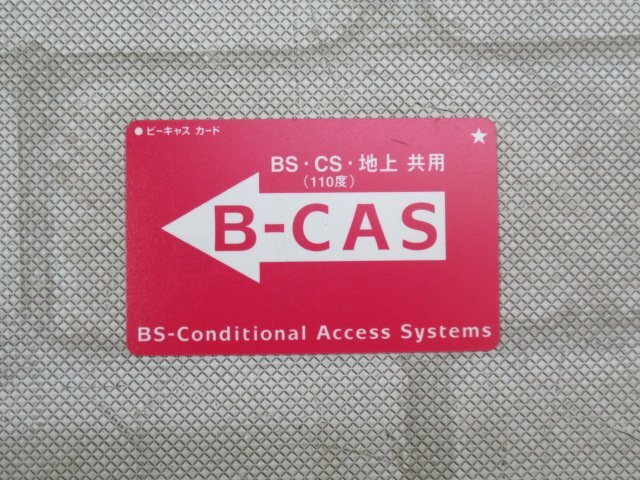 ● ビーキャス カード ★
BS・CS・地上 共用
(110度)
B-CAS
BS-Conditional Access Systems